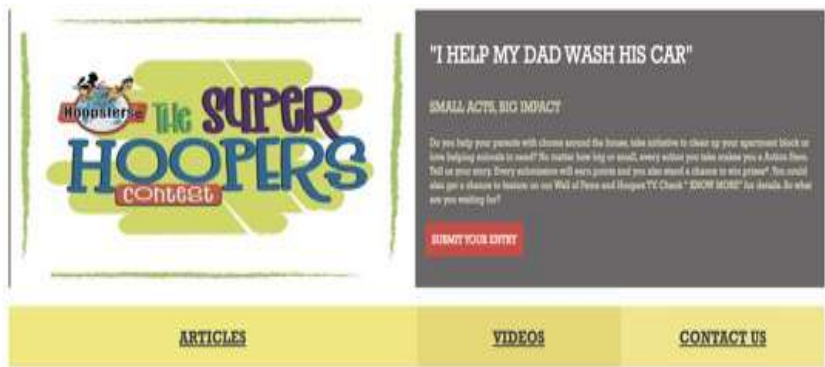 Hoopsters
The SUPER
HOOPERS
contest
"I HELP MY DAD WASH HIS CAR"
SMALL ACTS, BIG IMPACT
Do you help your parents with chores around the house, take initiative to clean up your apartment block or
love helping animals in need? No matter how big or small, every action you take makes you a Action Hero.
Tell us your story. Every submission will earn points and you also stand a chance to win prizes*. You could
also get a chance to feature on our Wall of Fame and Hoopers TV. Check " KNOW MORE" for details. So what
are you waiting for?
SUBMIT YOUR ENTRY
ARTICLES
VIDEOS
CONTACT US